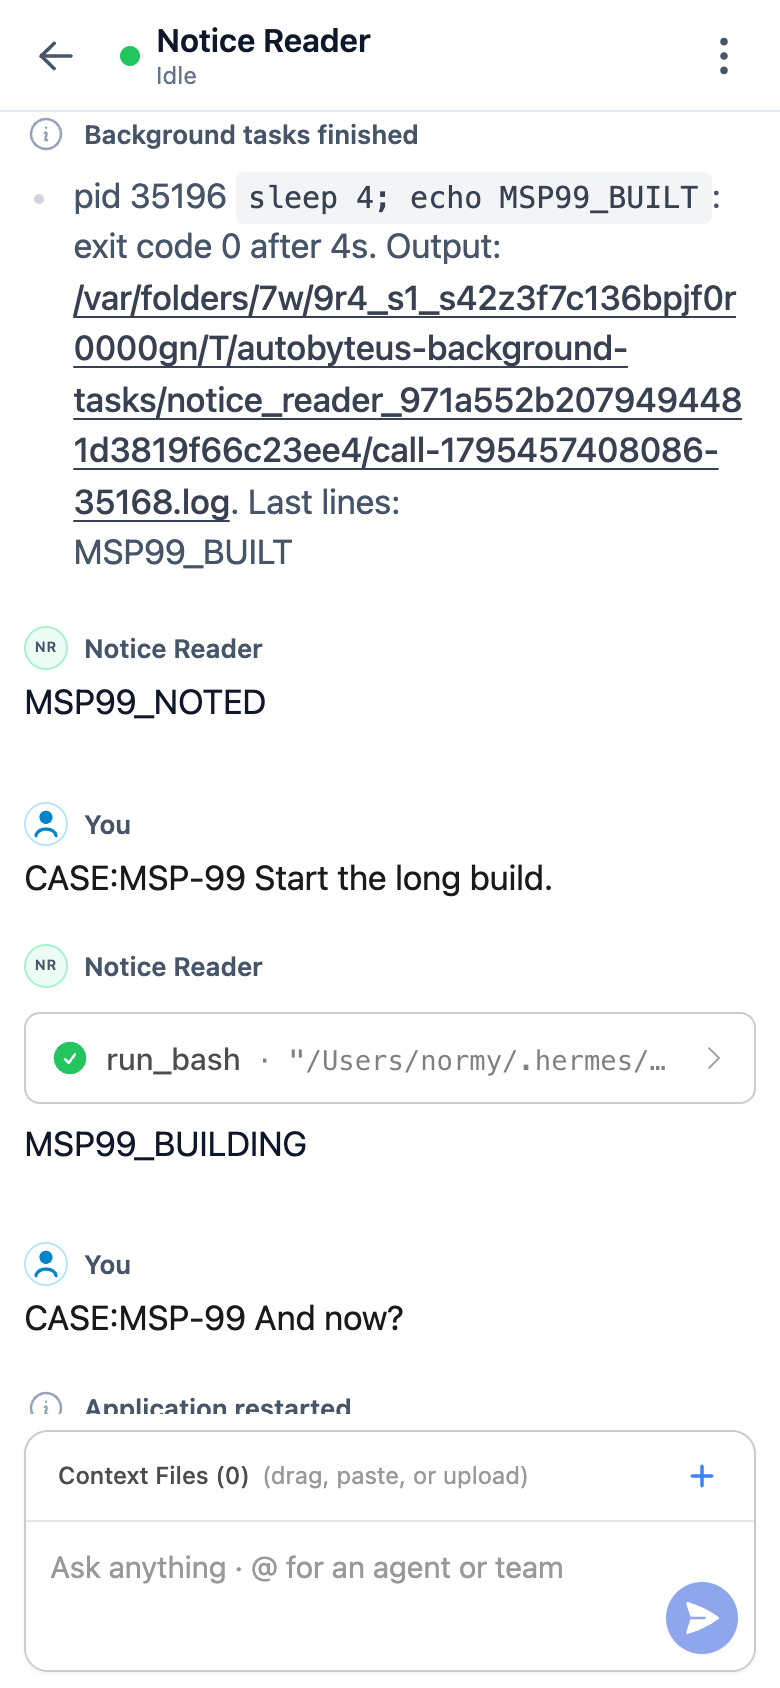 Notice Reader
Idle
Background tasks finished
pid 35196 sleep 4; echo MSP99_BUILT :
exit code 0 after 4s. Output:
/var/folders/7w/9r4_s1_s42z3f7c136bpjf0r
0000gn/T/autobyteus-background-
tasks/notice_reader_971a552b207949448
1d3819f66c23ee4/call-1795457408086-
35168.log. Last lines:
MSP99_BUILT
NR Notice Reader
MSP99_NOTED
You
CASE:MSP-99 Start the long build.
NR Notice Reader
run_bash · "/Users/normy/.hermes/…
MSP99_BUILDING
You
CASE:MSP-99 And now?
Application restarted
Context Files (0) (drag, paste, or upload)
Ask anything · @ for an agent or team